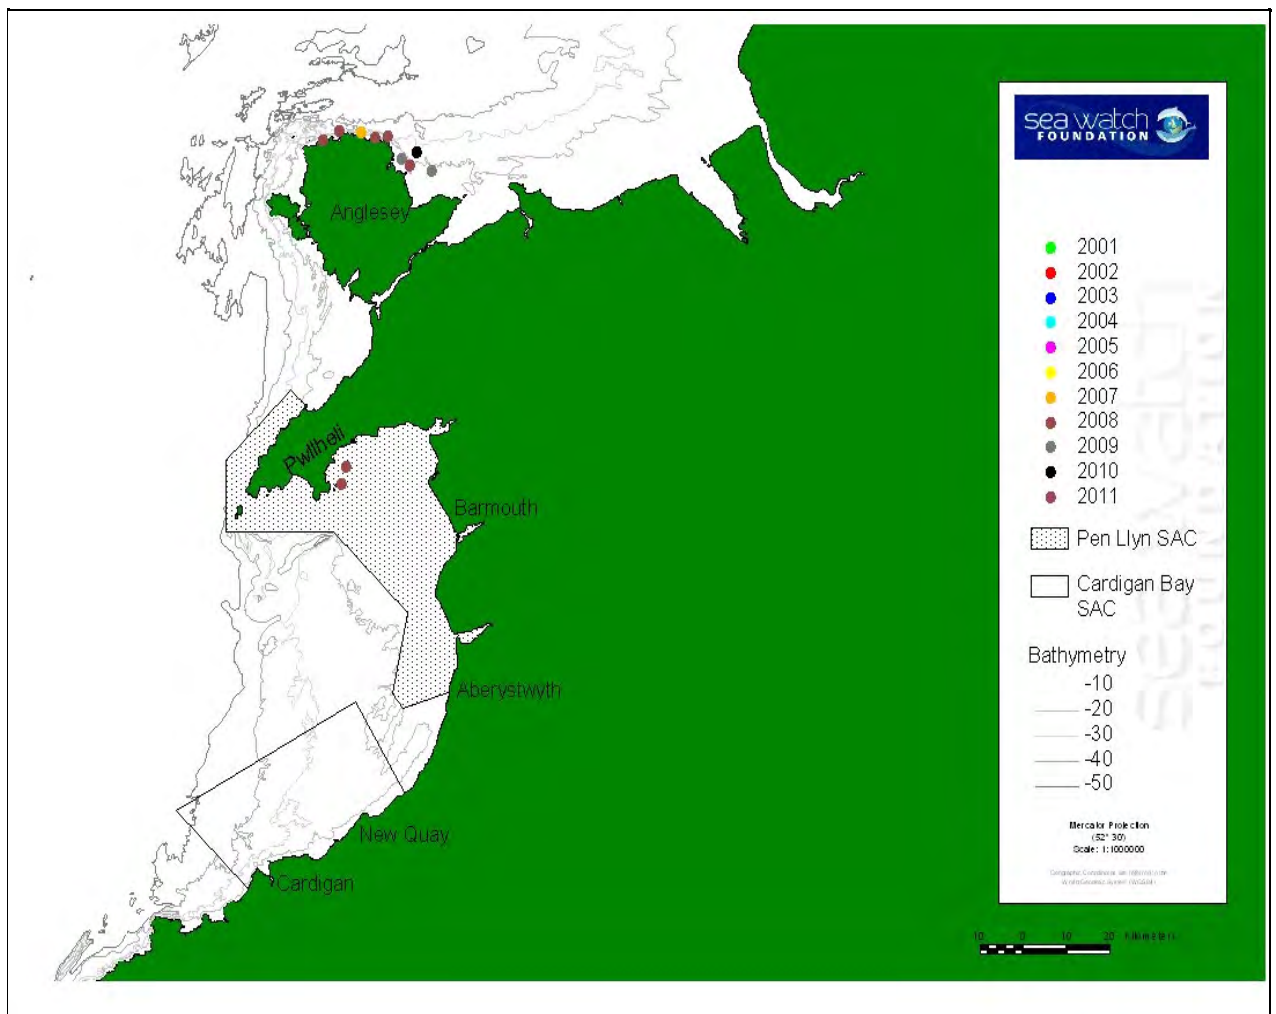 sea watch
FOUNDATION
Anglesey
Pwllheli
Barmouth
Aberystwyth
New Quay
Cardigan
2001
2002
2003
2004
2005
2006
2007
2008
2009
2010
2011
Pen Llyn SAC
Cardigan Bay
SAC
Bathymetry
-10
-20
-30
-40
-50
Mercator Projection
(52° 30)
Scale: 1:1000000
10 0 10 20 Kilometers